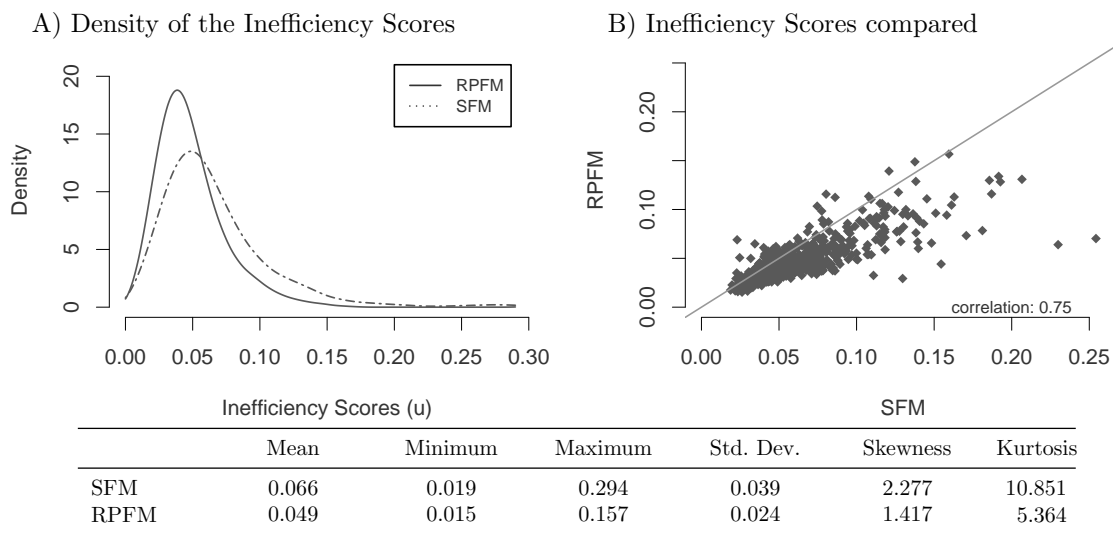 A) Density of the Inefficiency Scores
B) Inefficiency Scores compared
Density
0
5
10
15
20
RPFM
SFM
0.00 0.05 0.10 0.15 0.20 0.25 0.30
Inefficiency Scores (u)
RPFM
0.00
0.10
0.20
correlation: 0.75
0.00 0.05 0.10 0.15 0.20 0.25
SFM
Mean Minimum Maximum Std. Dev. Skewness Kurtosis
SFM 0.066 0.019 0.294 0.039 2.277 10.851
RPFM 0.049 0.015 0.157 0.024 1.417 5.364